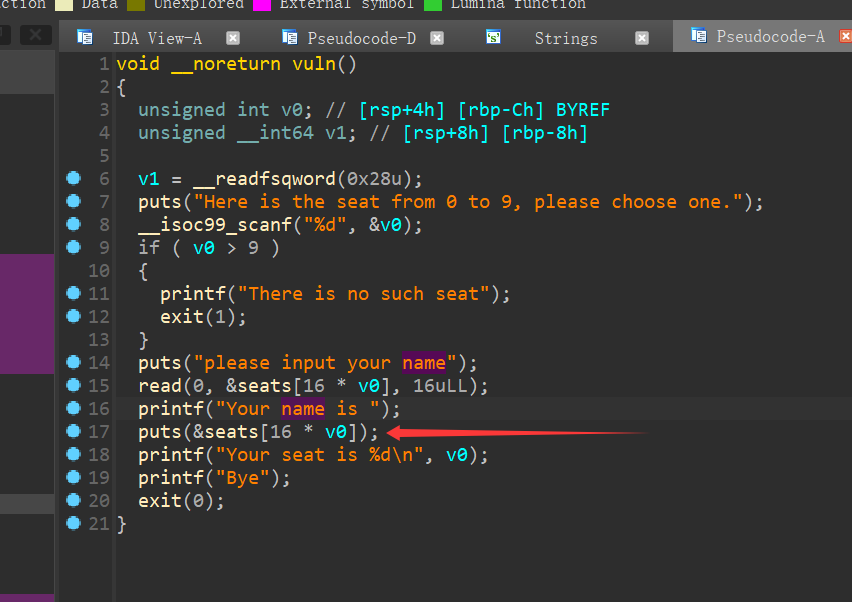 ction Data Unexplored External symbol Lumina function
IDA View-A Pseudocode-D Strings Pseudocode-A
1 void __noreturn vuln()
2 {
3   unsigned int v0; // [rsp+4h] [rbp-Ch] BYREF
4   unsigned __int64 v1; // [rsp+8h] [rbp-8h]
5
6   v1 = __readfsqword(0x28u);
7   puts("Here is the seat from 0 to 9, please choose one.");
8   __isoc99_scanf("%d", &v0);
9   if ( v0 > 9 )
10   {
11     printf("There is no such seat");
12     exit(1);
13   }
14   puts("please input your name");
15   read(0, &seats[16 * v0], 16uLL);
16   printf("Your name is ");
17   puts(&seats[16 * v0]);
18   printf("Your seat is %d\n", v0);
19   printf("Bye");
20   exit(0);
21 }